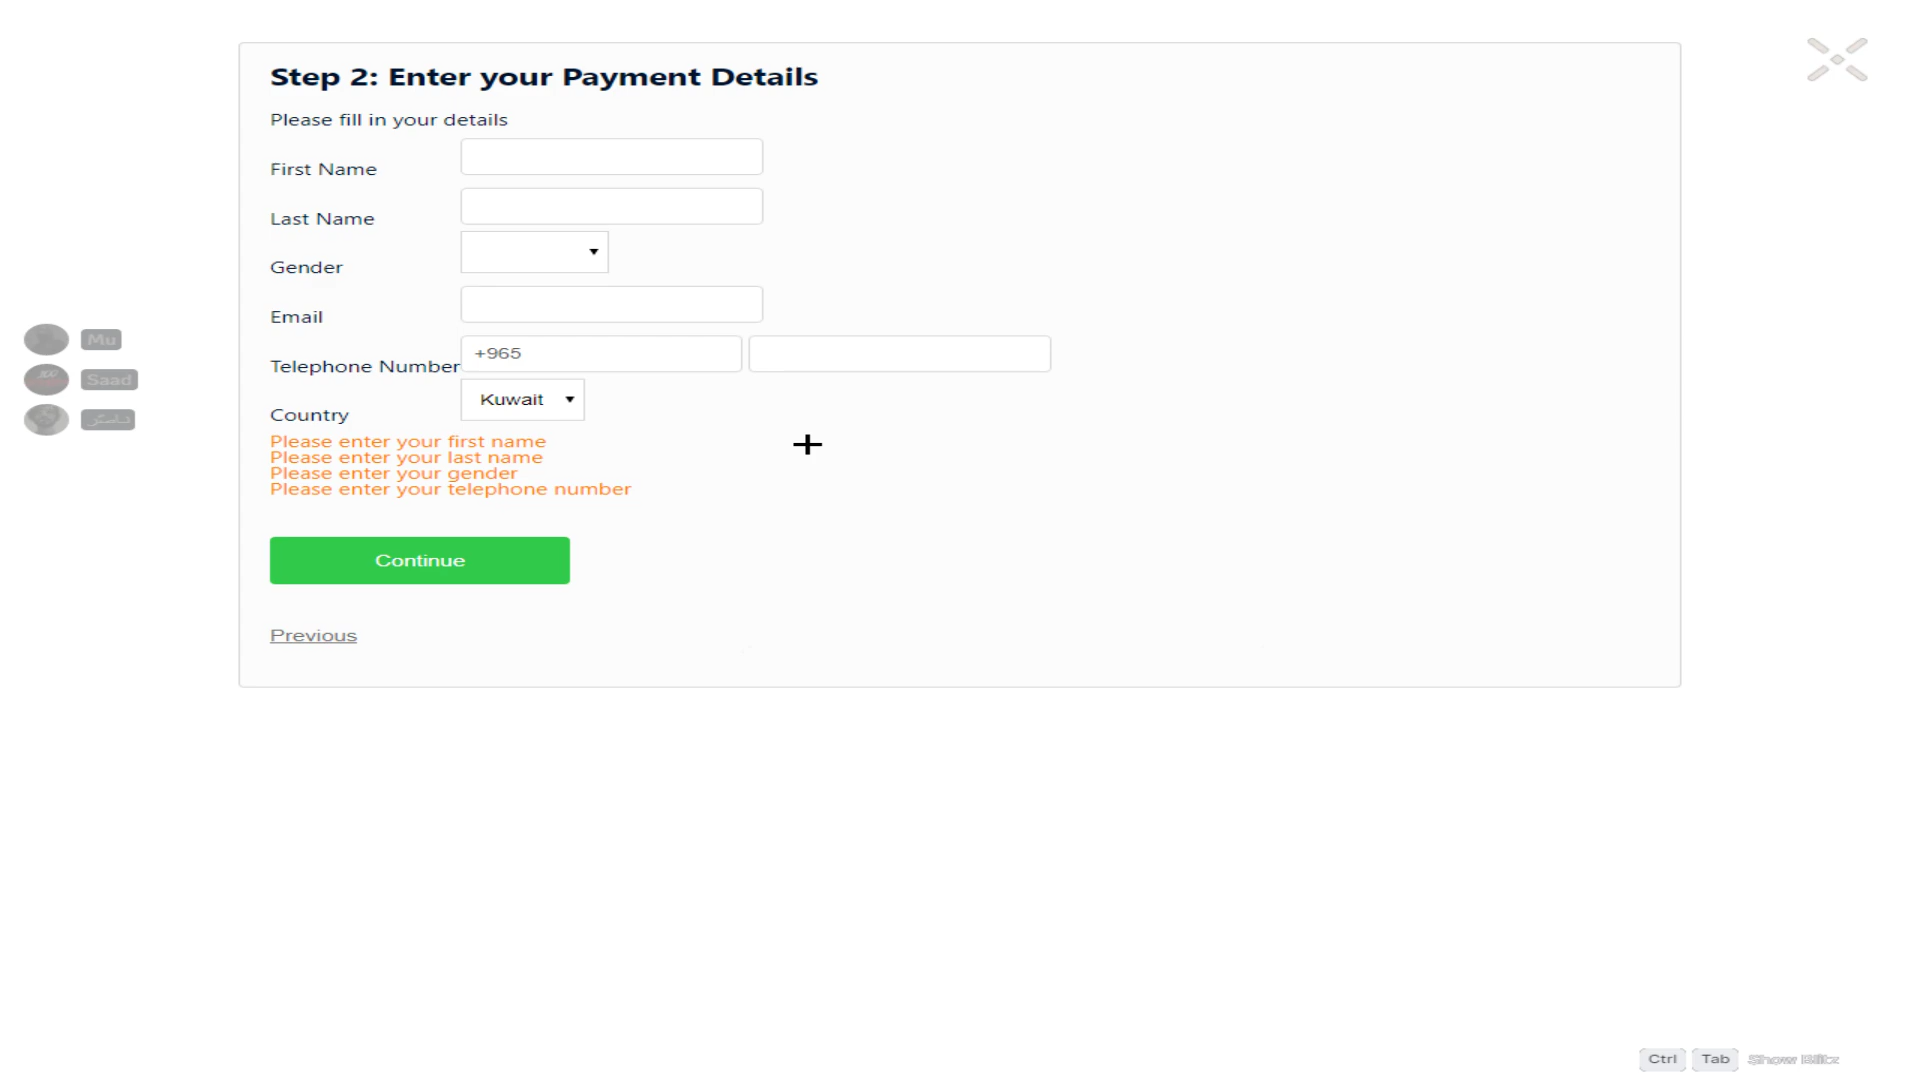 Step 2: Enter your Payment Details
Please fill in your details
First Name
Last Name
Gender
Email
Telephone Number +965
Country Kuwait
Please enter your first name
Please enter your last name
Please enter your gender
Please enter your telephone number
Continue
Previous
Mu
Saad
Ctrl Tab Show Blitz